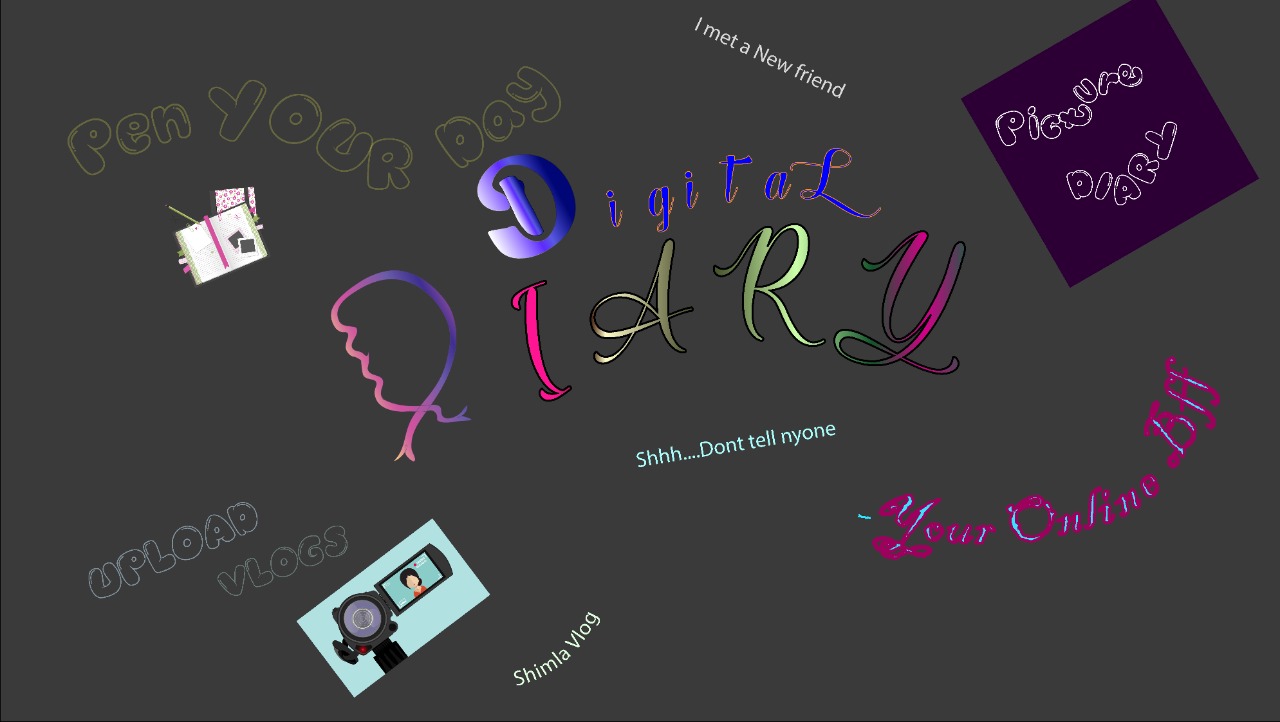 I met a New friend
Pen YOUR Day
Picture
DIARY
Digital
DIARY
Shhh....Dont tell nyone
Your Online Bff
UPLOAD
VLOGS
Shimla Vlog